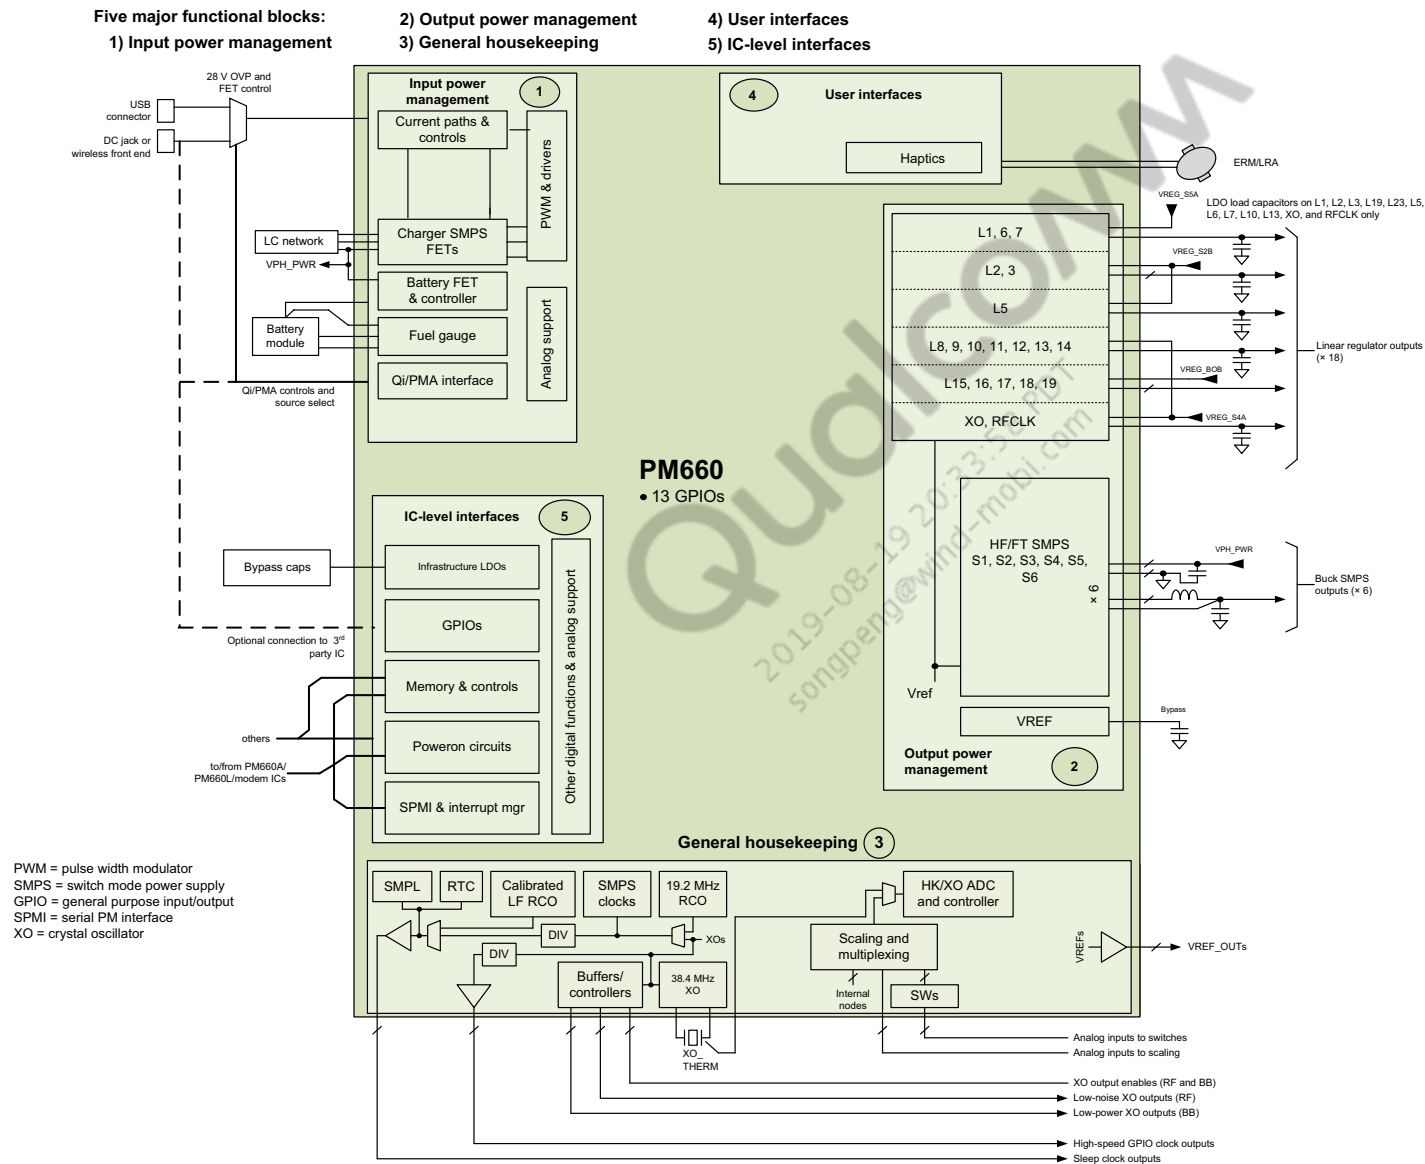 Five major functional blocks:
1) Input power management
2) Output power management
3) General housekeeping
4) User interfaces
5) IC-level interfaces
28 V OVP and
FET control
USB
connector
DC jack or
wireless front end
Input power
management
1
Current paths &
controls
PWM & drivers
LC network
Charger SMPS
FETs
VPH_PWR
Battery FET
& controller
Battery
module
Fuel gauge
Analog support
Qi/PMA interface
Qi/PMA controls and
source select
4
User interfaces
Haptics
ERM/LRA
VREG_S5A
LDO load capacitors on L1, L2, L3, L19, L23, L5,
L6, L7, L10, L13, XO, and RFCLK only
L1, 6, 7
VREG_S2B
L2, 3
L5
L8, 9, 10, 11, 12, 13, 14
Linear regulator outputs
(× 18)
VREG_BOB
L15, 16, 17, 18, 19
XO, RFCLK
VREG_S4A
PM660
• 13 GPIOs
Qualcomm
2019-08-19 20:33:58 PDT
songpeng@wind-mobi.com
HF/FT SMPS
S1, S2, S3, S4, S5,
S6
× 6
VPH_PWR
Buck SMPS
outputs (× 6)
Vref
VREF
Bypass
Output power
management
2
IC-level interfaces
5
Bypass caps
Infrastructure LDOs
GPIOs
Optional connection to 3rd
party IC
Memory & controls
others
Poweron circuits
to/from PM660A/
PM660L/modem ICs
SPMI & interrupt mgr
Other digital functions & analog support
General housekeeping
3
PWM = pulse width modulator
SMPS = switch mode power supply
GPIO = general purpose input/output
SPMI = serial PM interface
XO = crystal oscillator
SMPL
RTC
Calibrated
LF RCO
SMPS
clocks
19.2 MHz
RCO
HK/XO ADC
and controller
DIV
XOs
DIV
Scaling and
multiplexing
VREFs
VREF_OUTs
Buffers/
controllers
38.4 MHz
XO
Internal
nodes
SWs
XO_
THERM
Analog inputs to switches
Analog inputs to scaling
XO output enables (RF and BB)
Low-noise XO outputs (RF)
Low-power XO outputs (BB)
High-speed GPIO clock outputs
Sleep clock outputs